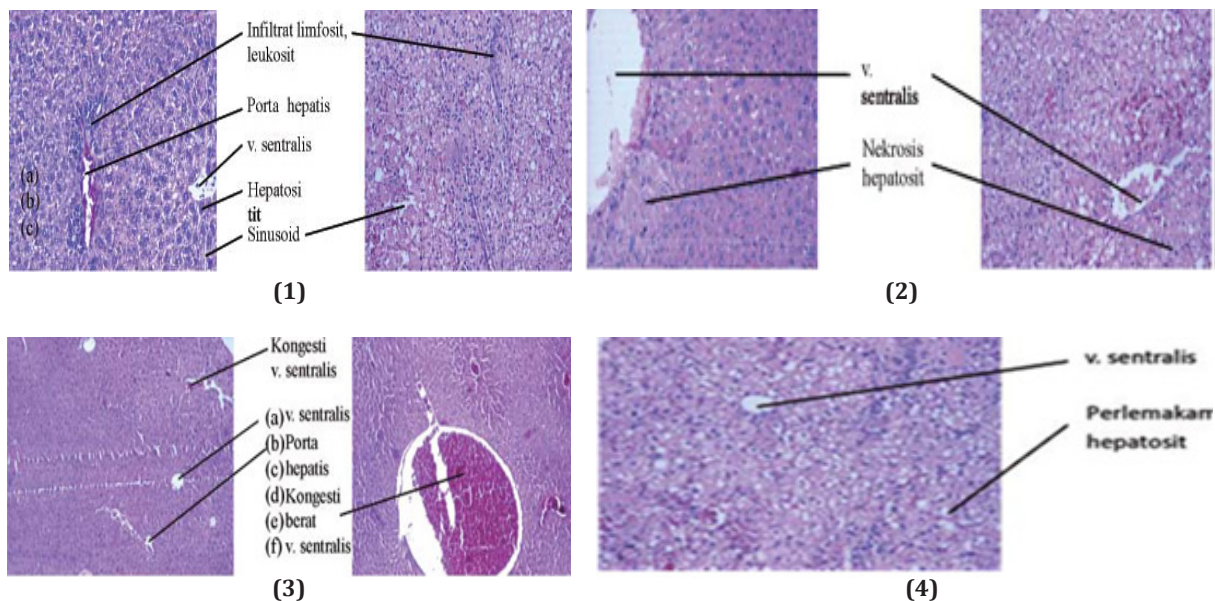 Infiltrat limfosit,
leukosit
Porta hepatis
v. sentralis
(a)
(b)
(c)
Hepatosi
tit
Sinusoid
(1)
v.
sentralis
Nekrosis
hepatosit
(2)
Kongesti
v. sentralis
(a) v. sentralis
(b) Porta
(c) hepatis
(d) Kongesti
(e) berat
(f) v. sentralis
(3)
v. sentralis
Perlemakam
hepatosit
(4)